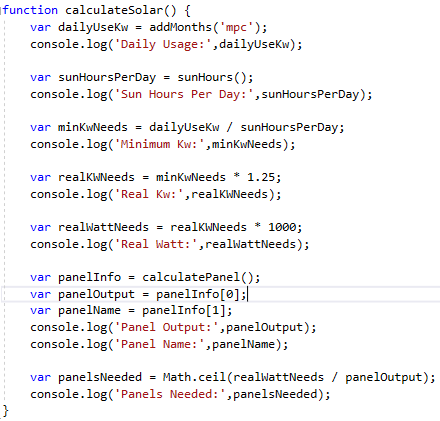 function calculateSolar() {
    var dailyUseKw = addMonths('mpc');
    console.log('Daily Usage:',dailyUseKw);

    var sunHoursPerDay = sunHours();
    console.log('Sun Hours Per Day:',sunHoursPerDay);

    var minKwNeeds = dailyUseKw / sunHoursPerDay;
    console.log('Minimum Kw:',minKwNeeds);

    var realKWNeeds = minKwNeeds * 1.25;
    console.log('Real Kw:',realKWNeeds);

    var realWattNeeds = realKWNeeds * 1000;
    console.log('Real Watt:',realWattNeeds);

    var panelInfo = calculatePanel();
    var panelOutput = panelInfo[0];
    var panelName = panelInfo[1];
    console.log('Panel Output:',panelOutput);
    console.log('Panel Name:',panelName);

    var panelsNeeded = Math.ceil(realWattNeeds / panelOutput);
    console.log('Panels Needed:',panelsNeeded);
}